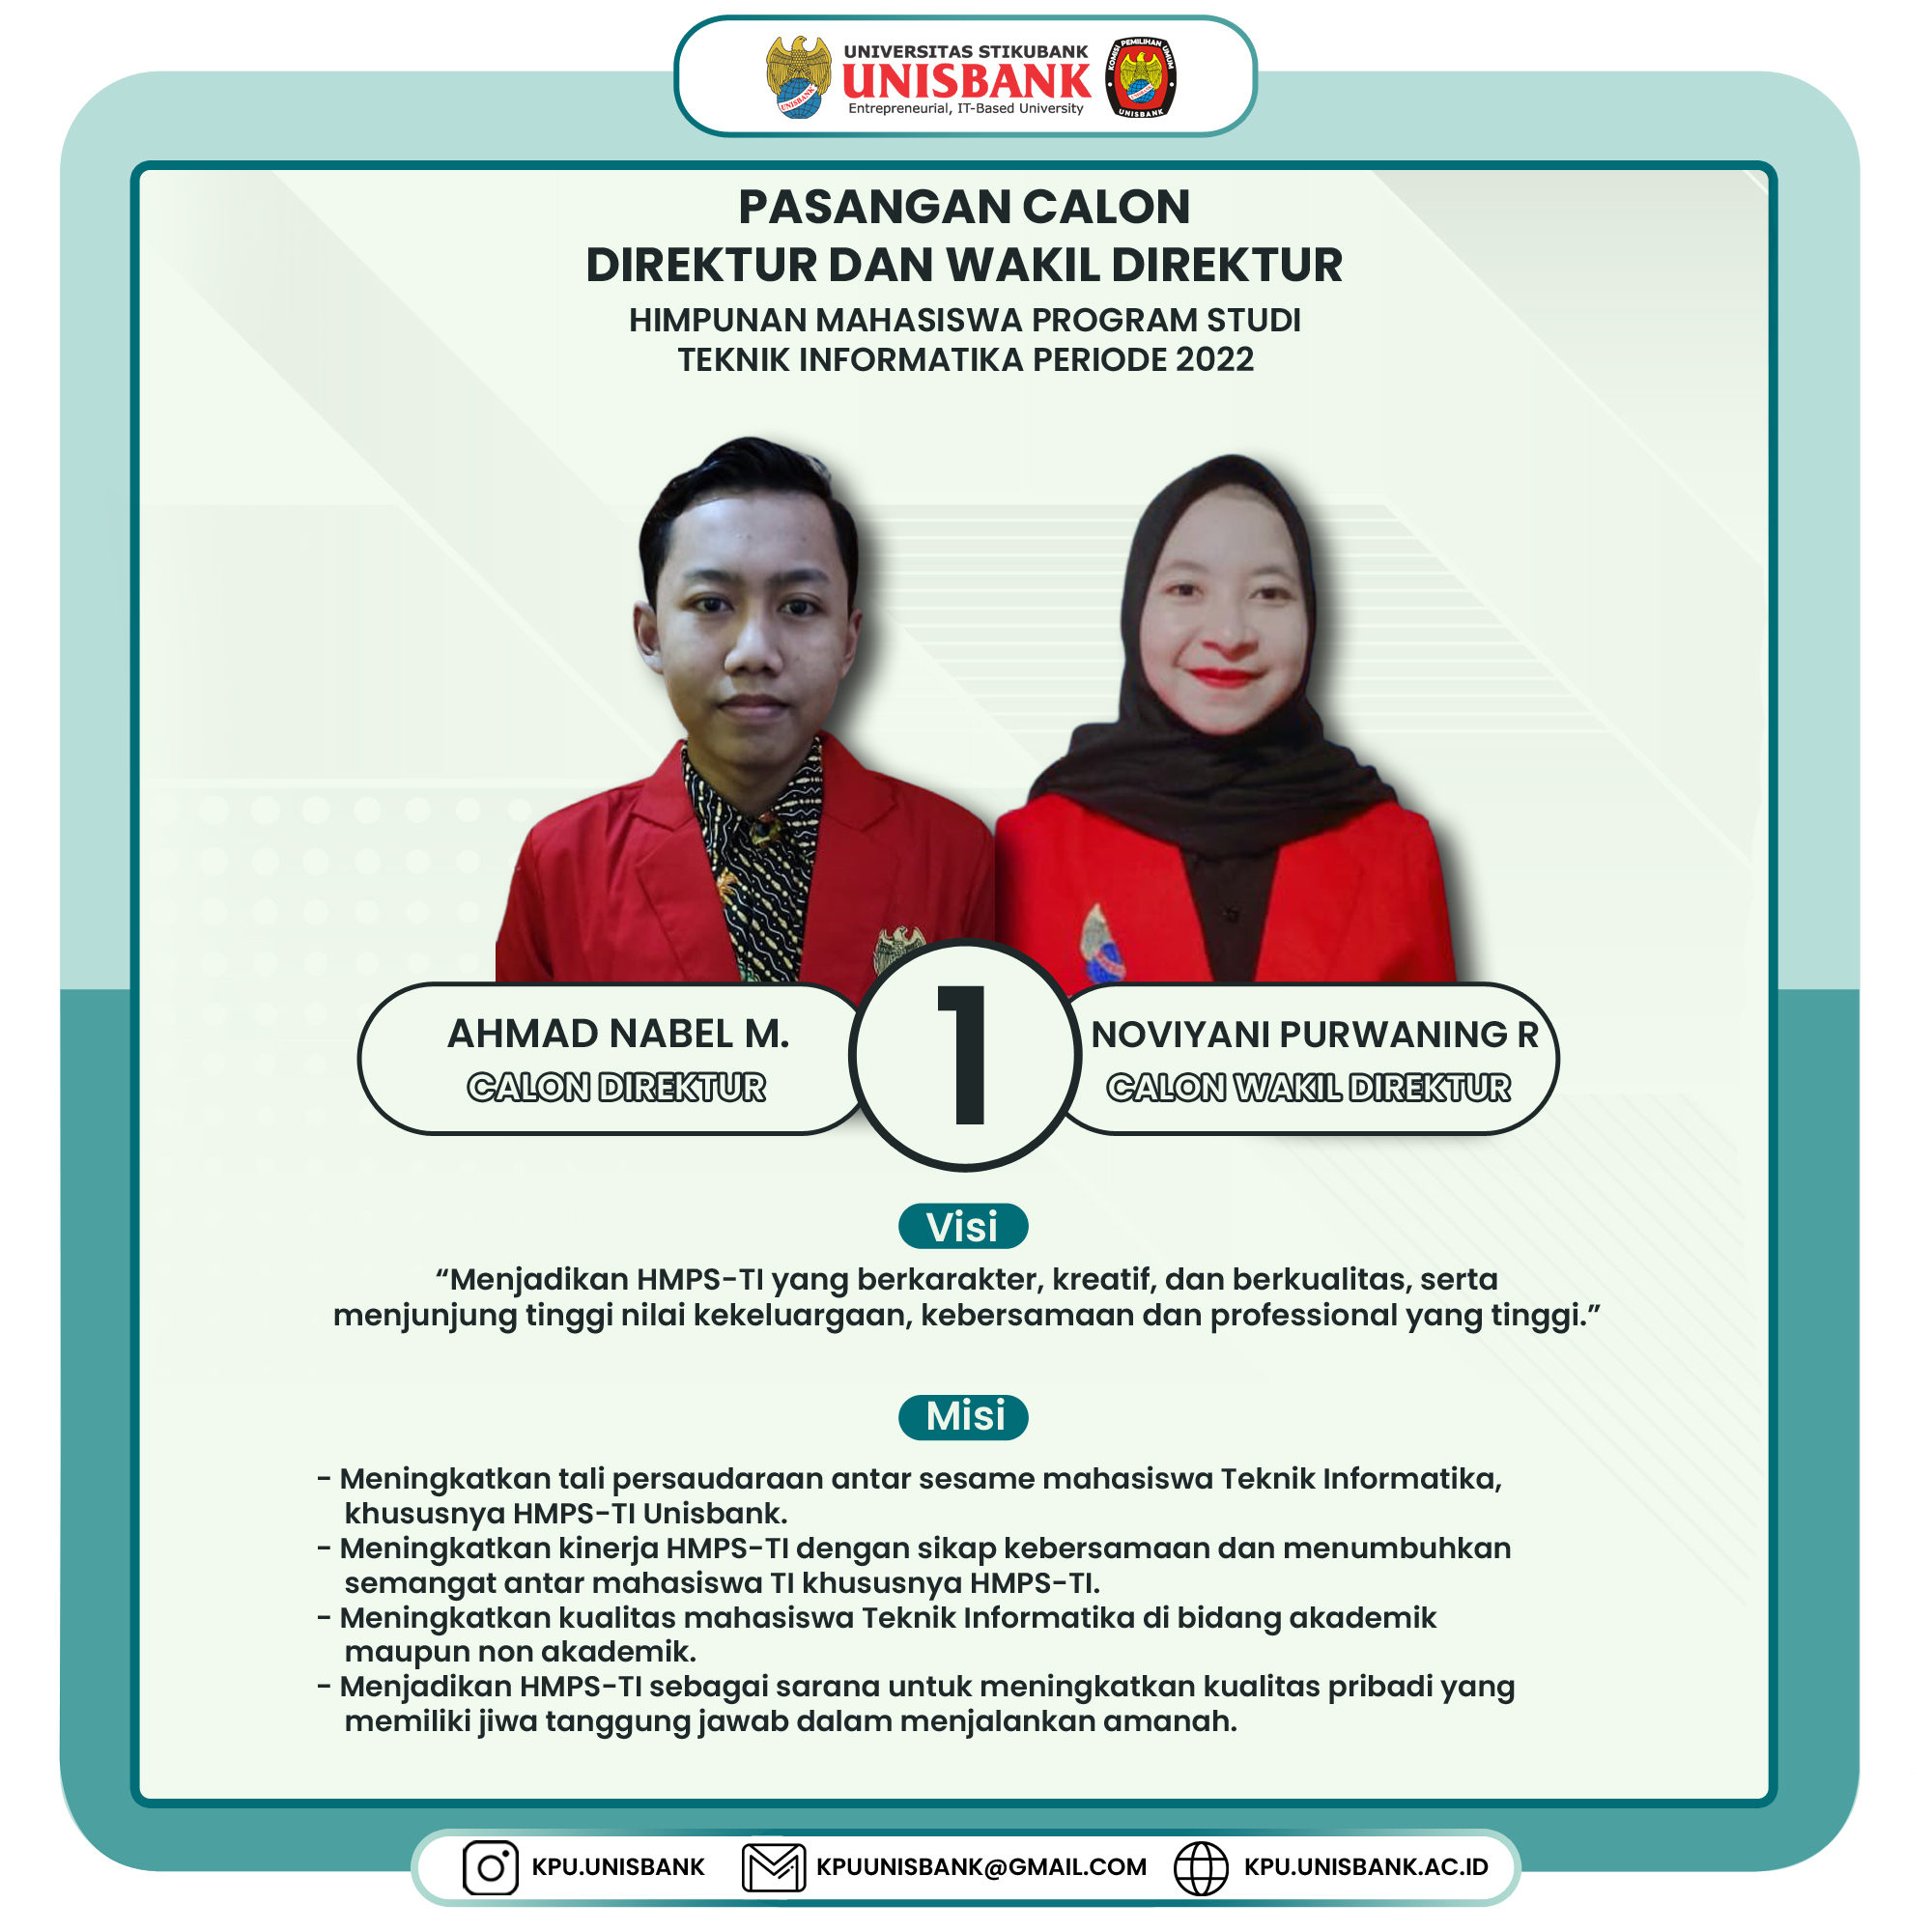 UNIVERSITAS STIKUBANK
UNISBANK
Entrepreneurial, IT-Based University
UNISBANK
KOMISI PEMILIHAN UMUM
UNISBANK
UNISBANK
PASANGAN CALON
DIREKTUR DAN WAKIL DIREKTUR
HIMPUNAN MAHASISWA PROGRAM STUDI
TEKNIK INFORMATIKA PERIODE 2022
AHMAD NABEL M.
CALON DIREKTUR
1
NOVIYANI PURWANING R
CALON WAKIL DIREKTUR
Visi
“Menjadikan HMPS-TI yang berkarakter, kreatif, dan berkualitas, serta
menjunjung tinggi nilai kekeluargaan, kebersamaan dan professional yang tinggi.”
Misi
- Meningkatkan tali persaudaraan antar sesame mahasiswa Teknik Informatika,
khususnya HMPS-TI Unisbank.
- Meningkatkan kinerja HMPS-TI dengan sikap kebersamaan dan menumbuhkan
semangat antar mahasiswa TI khususnya HMPS-TI.
- Meningkatkan kualitas mahasiswa Teknik Informatika di bidang akademik
maupun non akademik.
- Menjadikan HMPS-TI sebagai sarana untuk meningkatkan kualitas pribadi yang
memiliki jiwa tanggung jawab dalam menjalankan amanah.
KPU.UNISBANK
KPUUNISBANK@GMAIL.COM
KPU.UNISBANK.AC.ID